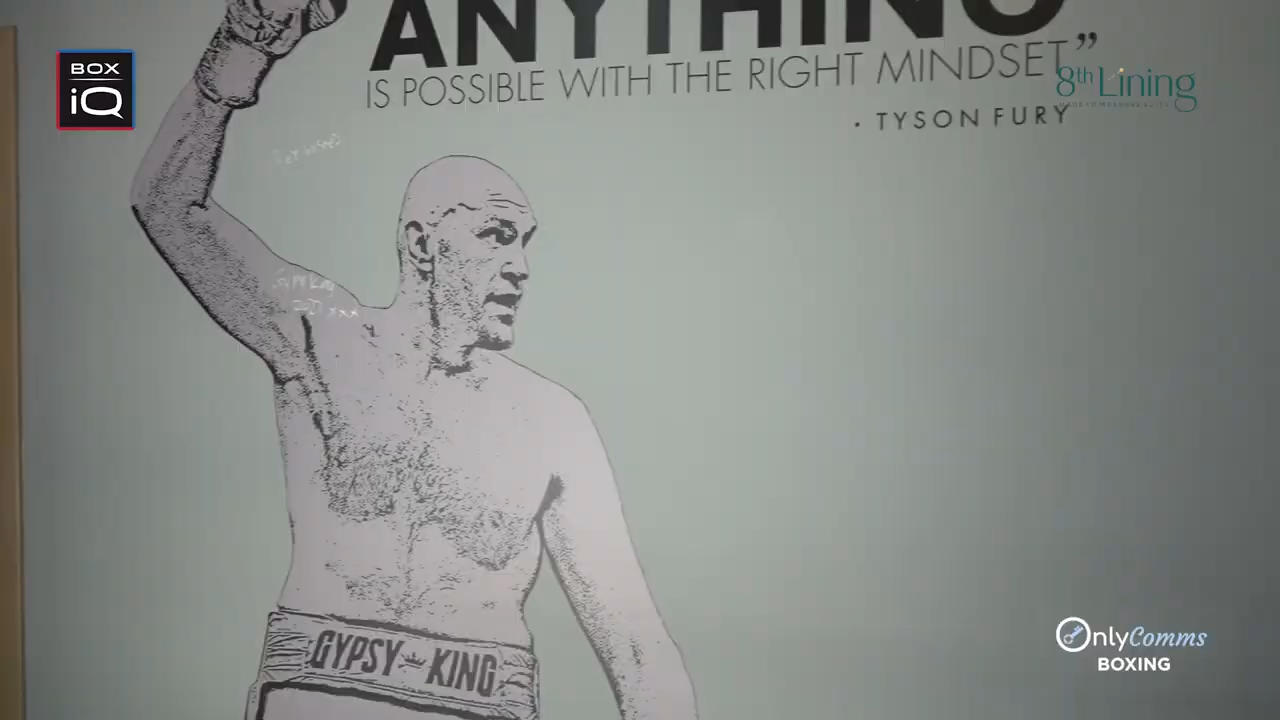 ANYTHING
IS POSSIBLE WITH THE RIGHT MINDSET”
· TYSON FURY
BOX
iQ
8th Lining
GYPSY KING
OnlyComms
BOXING